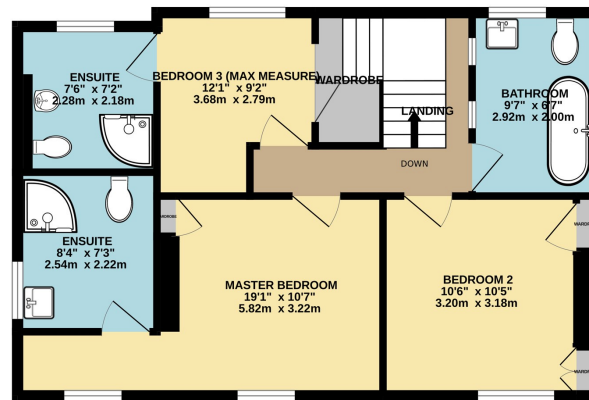 ENSUITE
7'6" x 7'2"
2.28m x 2.18m
BEDROOM 3 (MAX MEASURE)
12'1" x 9'2"
3.68m x 2.79m
WARDROBE
LANDING
DOWN
BATHROOM
9'7" x 6'7"
2.92m x 2.00m
ENSUITE
8'4" x 7'3"
2.54m x 2.22m
MASTER BEDROOM
19'1" x 10'7"
5.82m x 3.22m
BEDROOM 2
10'6" x 10'5"
3.20m x 3.18m